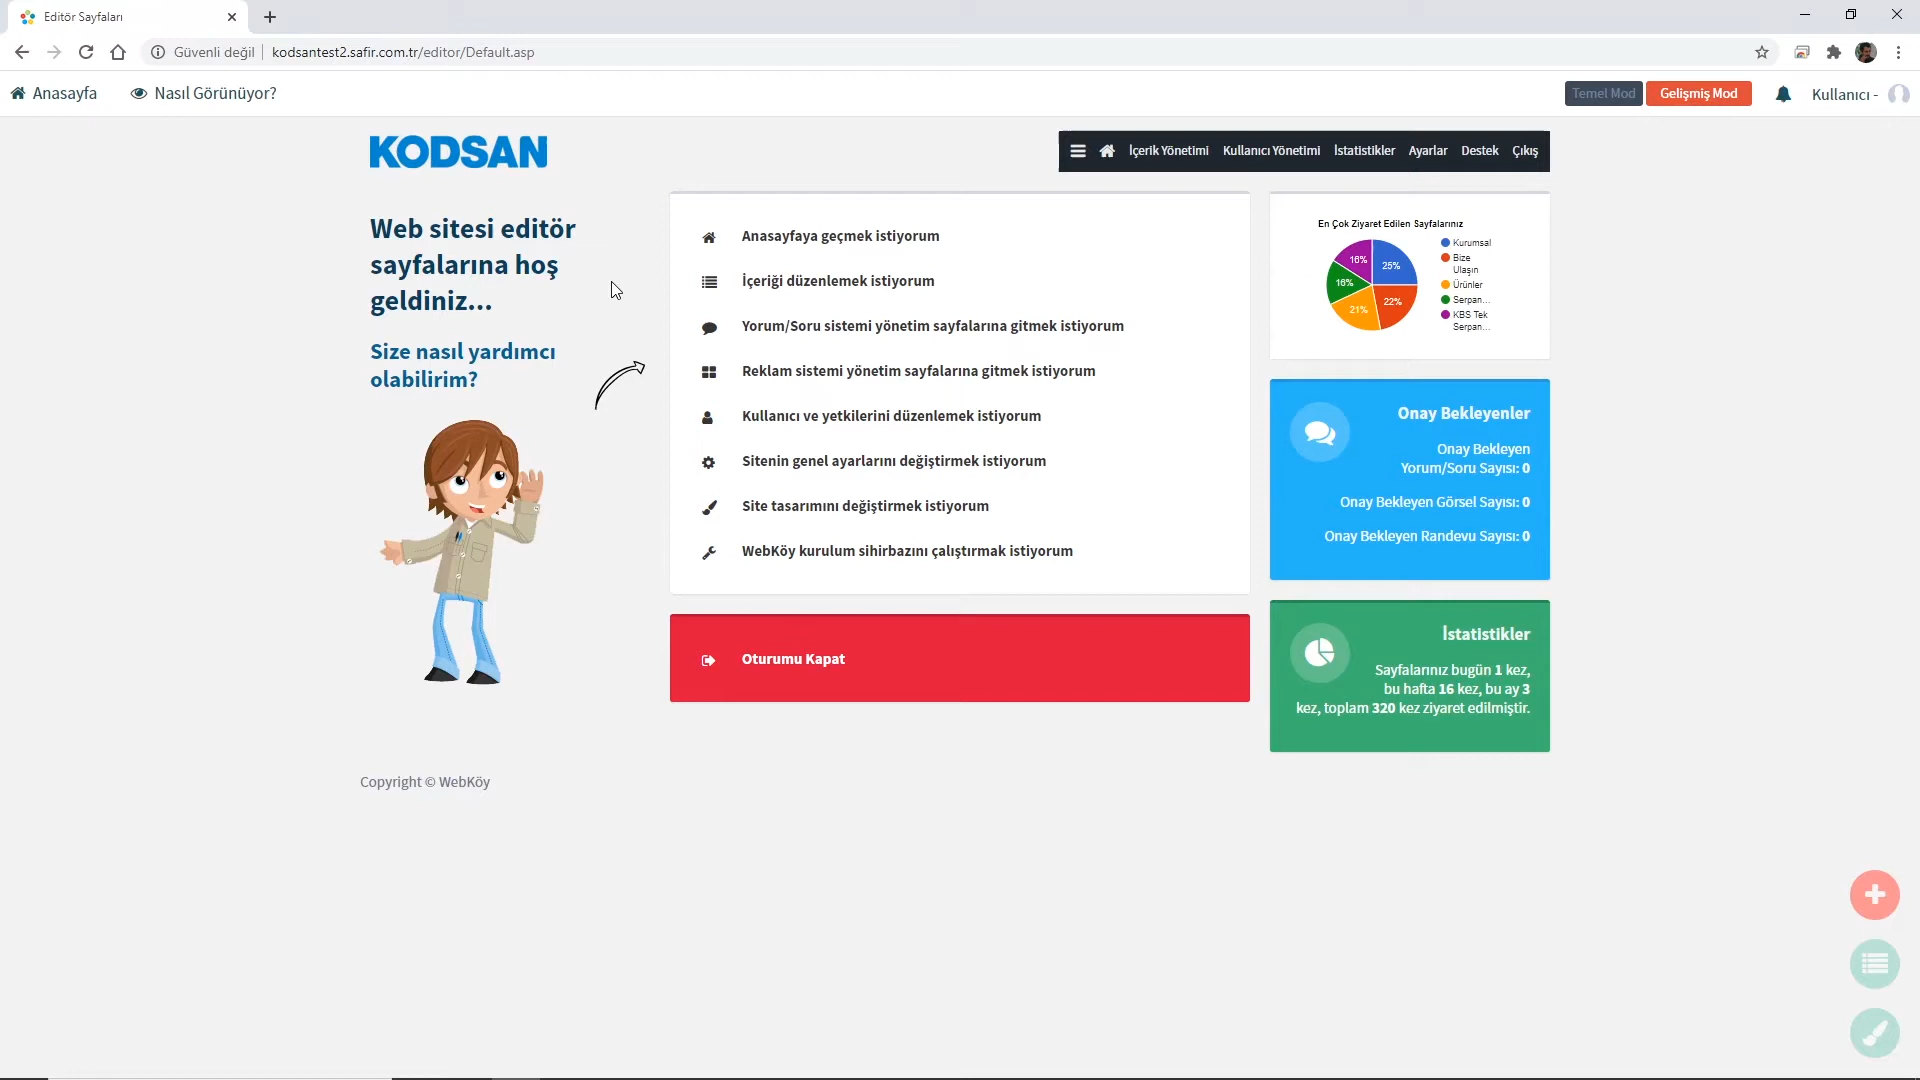 Editör Sayfaları
Güvenli değil
kodsantest2.safir.com.tr/editor/Default.asp
Anasayfa
Nasıl Görünüyor?
Temel Mod
Gelişmiş Mod
Kullanıcı -
KODSAN
İçerik Yönetimi
Kullanıcı Yönetimi
İstatistikler
Ayarlar
Destek
Çıkış
Web sitesi editör
sayfalarına hoş
geldiniz...
Size nasıl yardımcı
olabilirim?
Anasayfaya geçmek istiyorum
İçeriği düzenlemek istiyorum
Yorum/Soru sistemi yönetim sayfalarına gitmek istiyorum
Reklam sistemi yönetim sayfalarına gitmek istiyorum
Kullanıcı ve yetkilerini düzenlemek istiyorum
Sitenin genel ayarlarını değiştirmek istiyorum
Site tasarımını değiştirmek istiyorum
WebKöy kurulum sihirbazını çalıştırmak istiyorum
Oturumu Kapat
En Çok Ziyaret Edilen Sayfalarınız
16%
25%
16%
22%
21%
Kurumsal
Bize
Ulaşın
Ürünler
Serpan...
KBS Tek
Serpan...
Onay Bekleyenler
Onay Bekleyen
Yorum/Soru Sayısı: 0
Onay Bekleyen Görsel Sayısı: 0
Onay Bekleyen Randevu Sayısı: 0
İstatistikler
Sayfalarınız bugün 1 kez,
bu hafta 16 kez, bu ay 3
kez, toplam 320 kez ziyaret edilmiştir.
Copyright © WebKöy